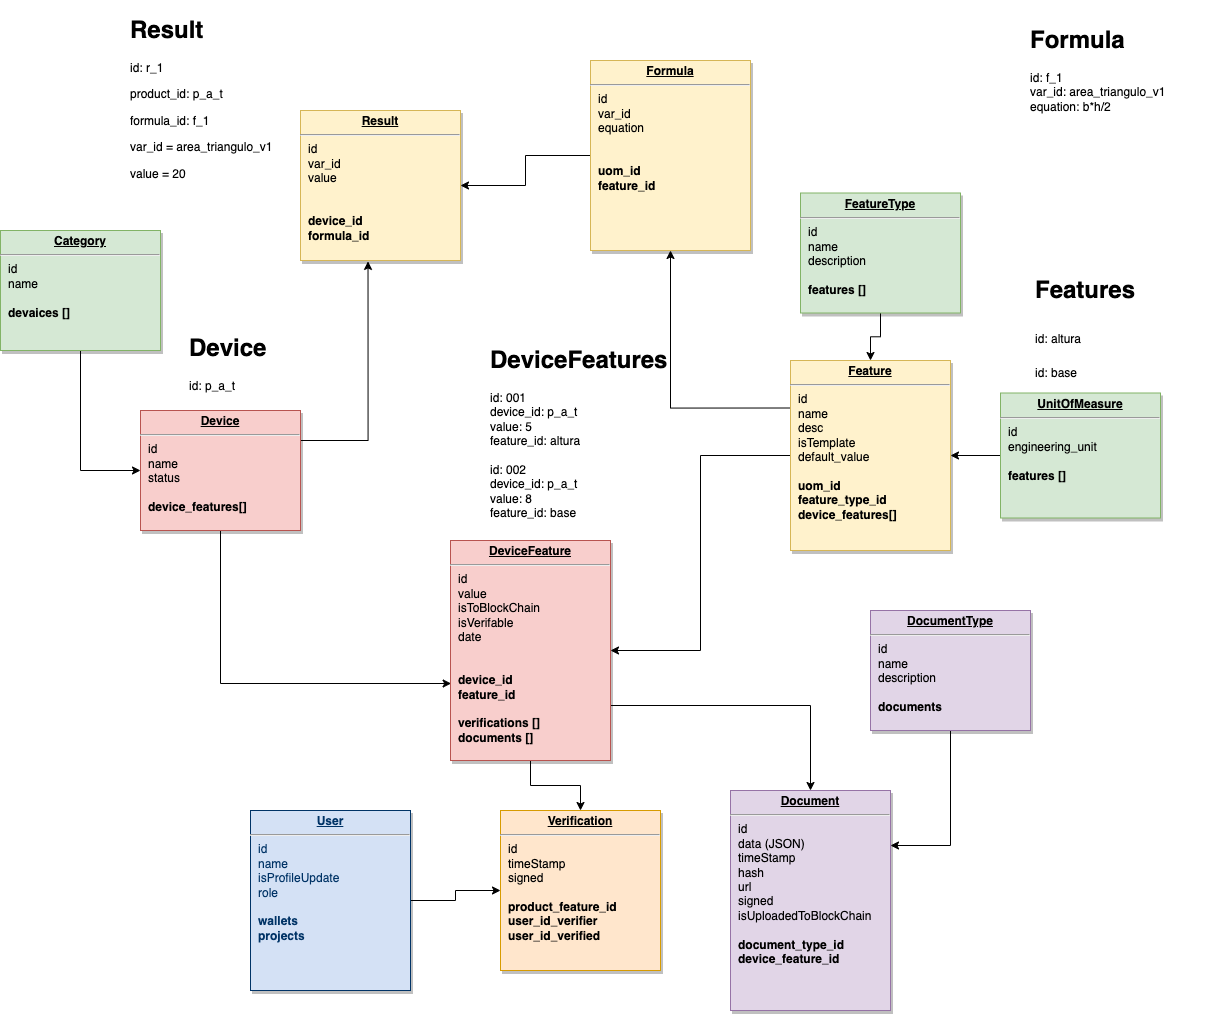 Result
id: r_1
product_id: p_a_t
formula_id: f_1
var_id = area_triangulo_v1
value = 20
Formula
id: f_1
var_id: area_triangulo_v1
equation: b*h/2
Formula
id
var_id
equation
uom_id
feature_id
Result
id
var_id
value
device_id
formula_id
FeatureType
id
name
description
features []
Category
id
name
devaices []
Features
id: altura
id: base
Device
id: p_a_t
DeviceFeatures
id: 001
device_id: p_a_t
value: 5
feature_id: altura
id: 002
device_id: p_a_t
value: 8
feature_id: base
Feature
id
name
desc
isTemplate
default_value
uom_id
feature_type_id
device_features[]
UnitOfMeasure
id
engineering_unit
features []
Device
id
name
status
device_features[]
DeviceFeature
id
value
isToBlockChain
isVerifable
date
device_id
feature_id
verifications []
documents []
DocumentType
id
name
description
documents
User
id
name
isProfileUpdate
role
wallets
projects
Verification
id
timeStamp
signed
product_feature_id
user_id_verifier
user_id_verified
Document
id
data (JSON)
timeStamp
hash
url
signed
isUploadedToBlockChain
document_type_id
device_feature_id